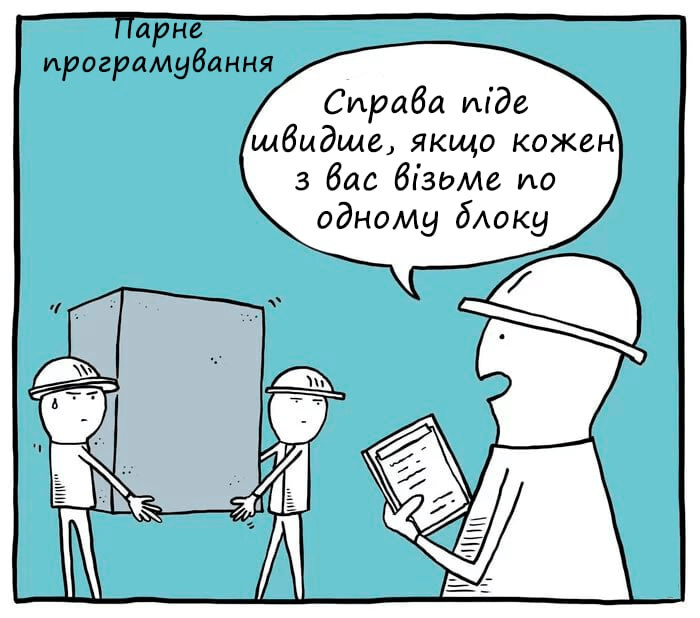 Парне
програмування
Справа піде
швидше, якщо кожен
з вас візьме по
одному блоку